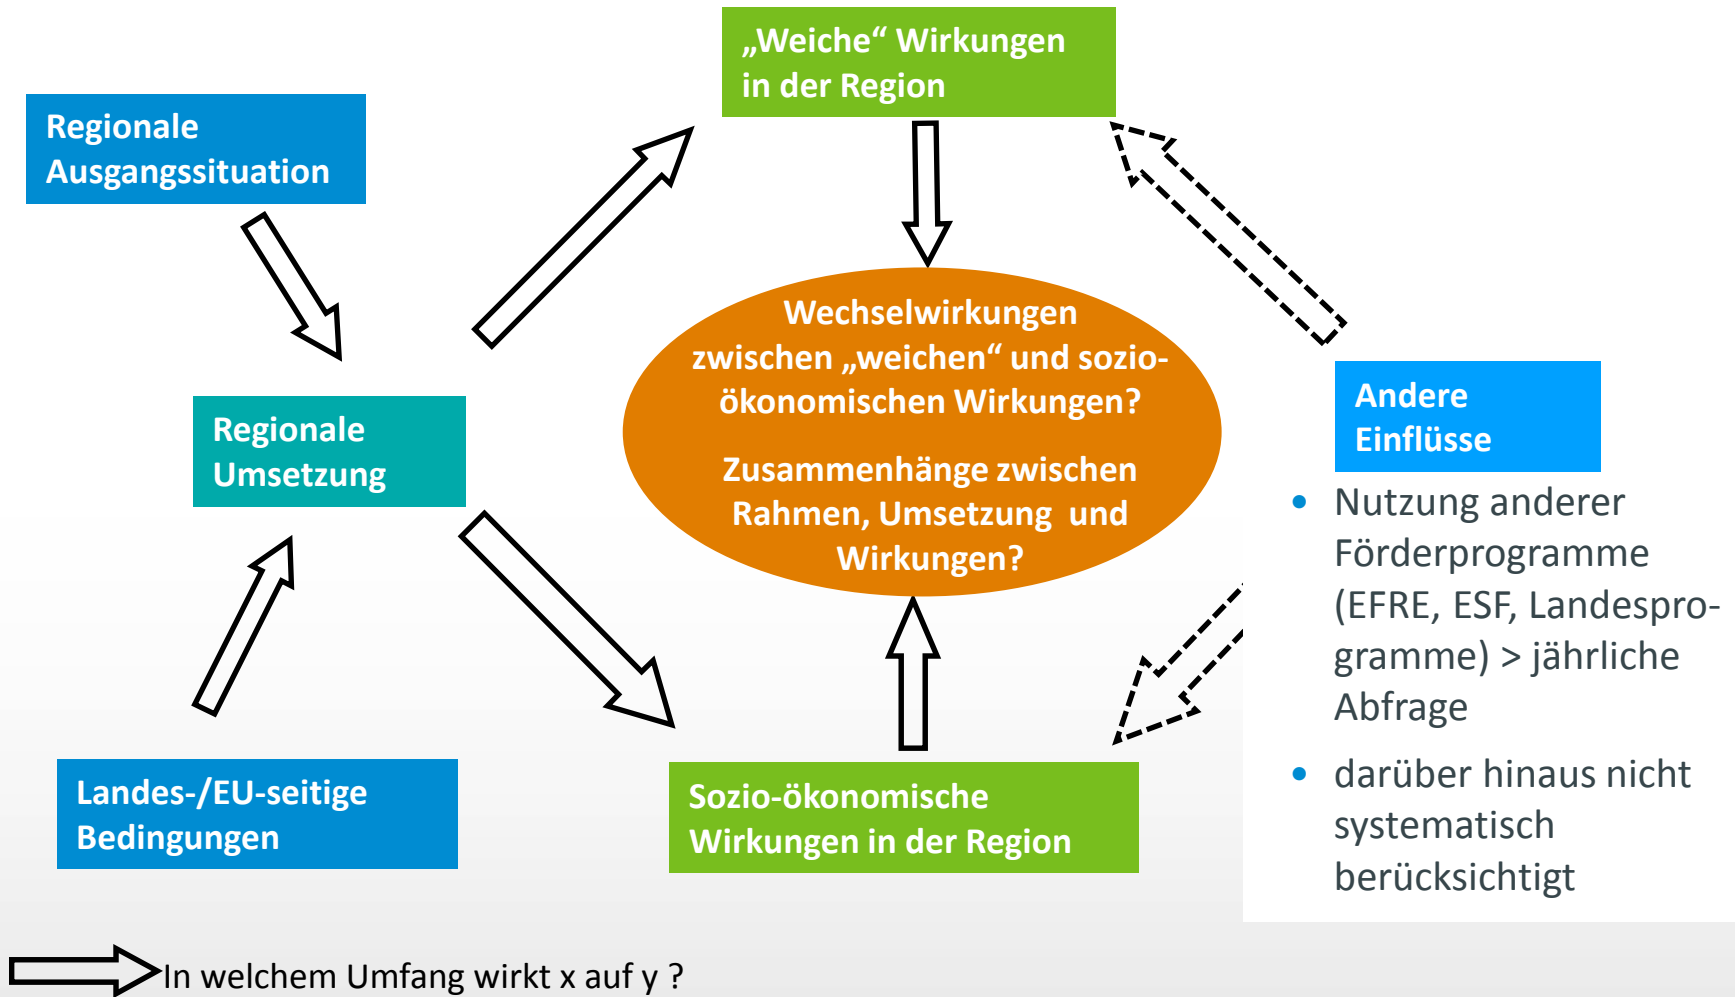 „Weiche“ Wirkungen
in der Region
Regionale
Ausgangssituation
Wechselwirkungen
zwischen „weichen“ und sozio-
ökonomischen Wirkungen?
Zusammenhänge zwischen
Rahmen, Umsetzung und
Wirkungen?
Regionale
Umsetzung
Andere
Einflüsse
• Nutzung anderer
Förderprogramme
(EFRE, ESF, Landespro-
gramme) > jährliche
Abfrage
• darüber hinaus nicht
systematisch
berücksichtigt
Landes-/EU-seitige
Bedingungen
Sozio-ökonomische
Wirkungen in der Region
In welchem Umfang wirkt x auf y ?